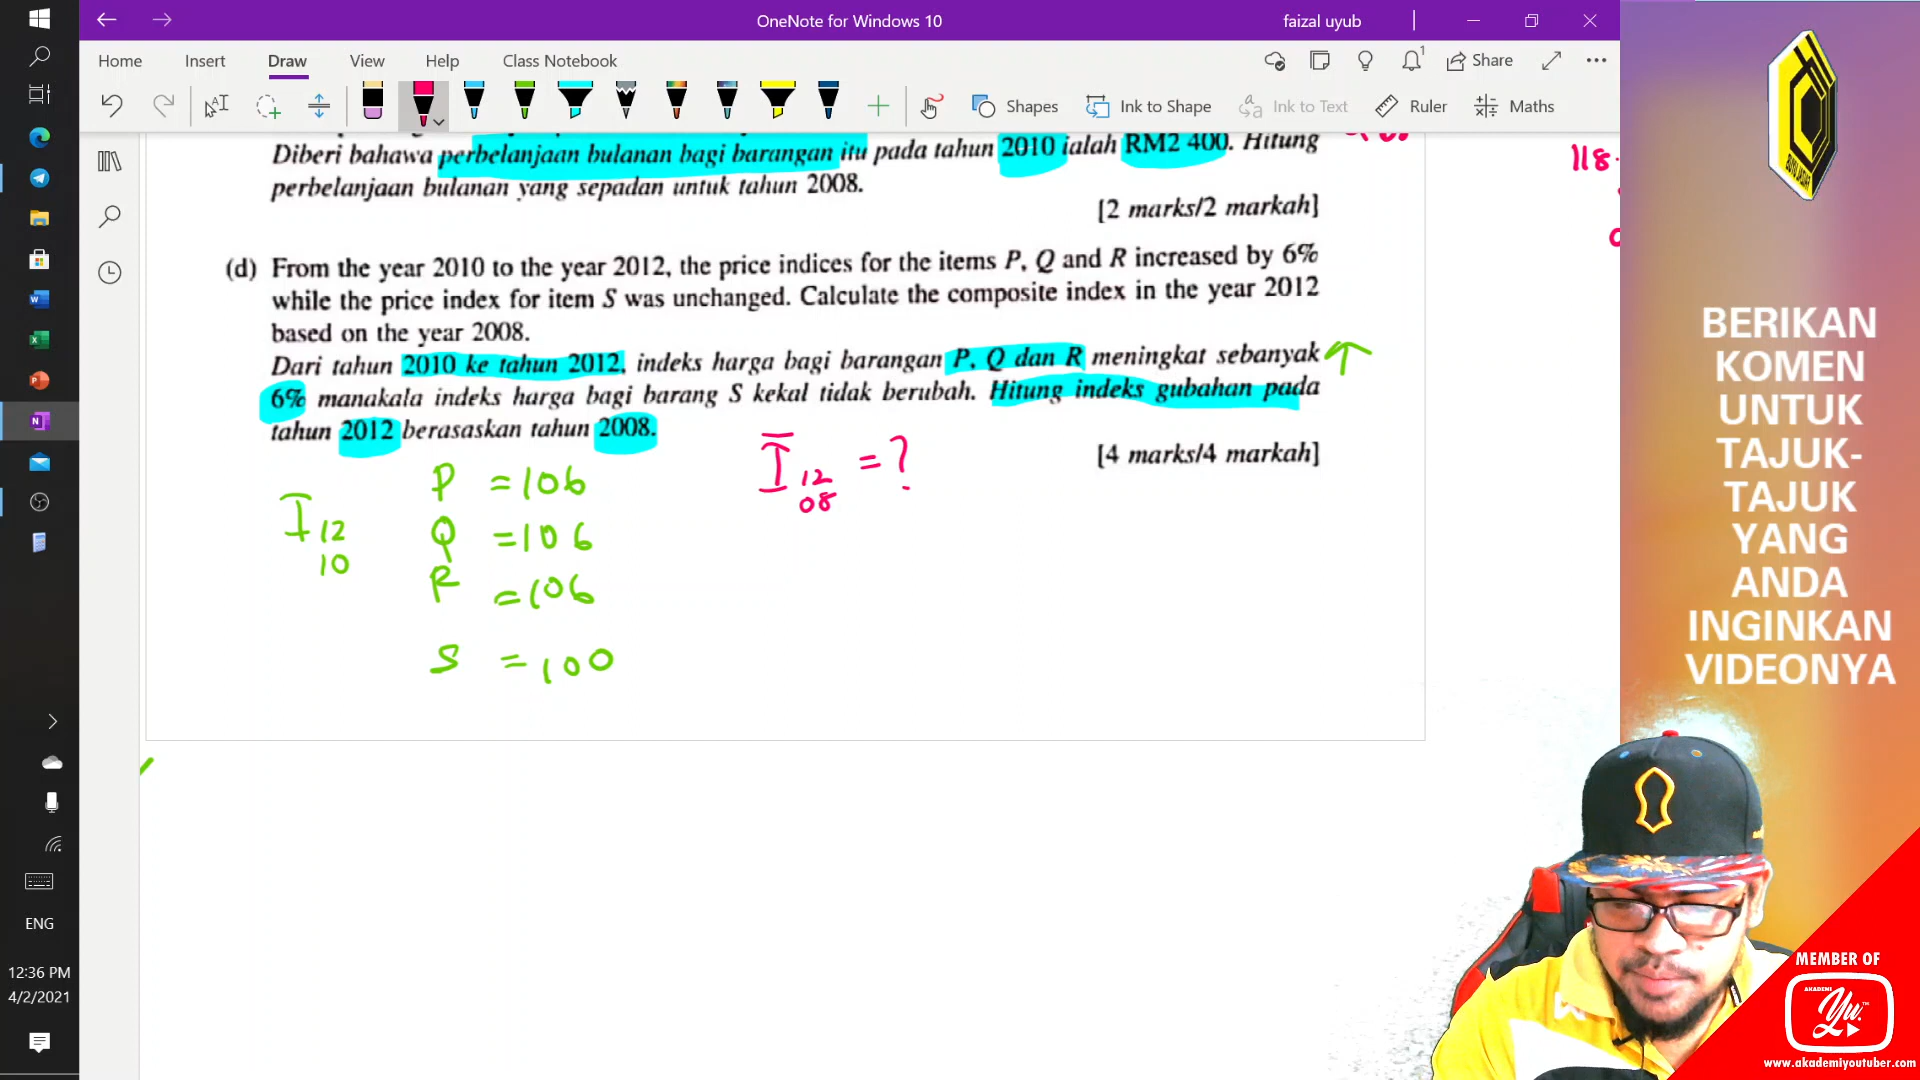 OneNote for Windows 10
faizal uyub
Home
Insert
Draw
View
Help
Class Notebook
1
Share
Shapes
Ink to Shape
Ink to Text
Ruler
Maths
Diberi bahawa perbelanjaan bulanan bagi barangan itu pada tahun 2010 ialah RM2 400. Hitung
perbelanjaan bulanan yang sepadan untuk tahun 2008.
[2 marks/2 markah]
118.
(d) From the year 2010 to the year 2012, the price indices for the items P, Q and R increased by 6%
while the price index for item S was unchanged. Calculate the composite index in the year 2012
based on the year 2008.
Dari tahun 2010 ke tahun 2012, indeks harga bagi barangan P, Q dan R meningkat sebanyak
6% manakala indeks harga bagi barang S kekal tidak berubah. Hitung indeks gubahan pada
tahun 2012 berasaskan tahun 2008.
[4 marks/4 markah]
Ī 12 08 = ?
I 12 10
P = 106
Q = 106
R = 106
S = 100
BERIKAN
KOMEN
UNTUK
TAJUK-
TAJUK
YANG
ANDA
INGINKAN
VIDEONYA
ENG
12:36 PM
4/2/2021
MEMBER OF
AKADEMI
Yu.
www.akademiyoutuber.com